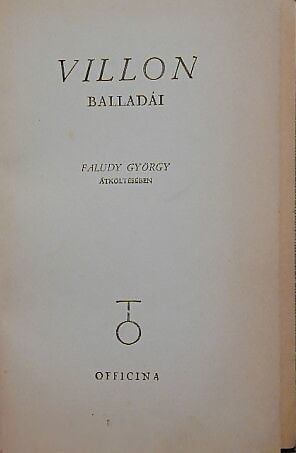 VILLON
BALLADÁI
FALUDY GYÖRGY
ÁTKÖLTÉSÉBEN
OFFICINA